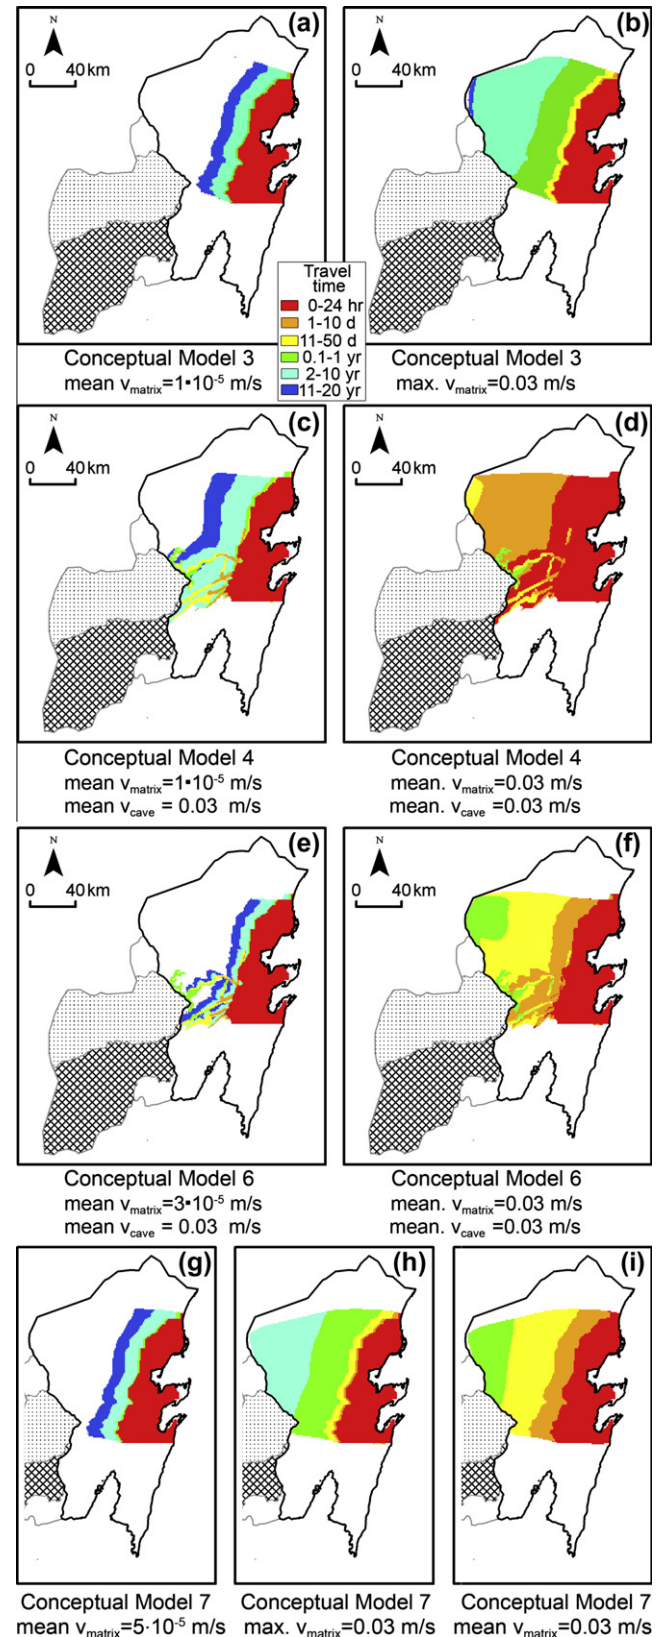 (a)
N
0 40 km
Conceptual Model 3
mean v_matrix=1▪10⁻⁵ m/s
(b)
N
0 40 km
Conceptual Model 3
max. v_matrix=0.03 m/s
Travel
time
0-24 hr
1-10 d
11-50 d
0.1-1 yr
2-10 yr
11-20 yr
(c)
N
0 40 km
Conceptual Model 4
mean v_matrix=1▪10⁻⁵ m/s
mean v_cave = 0.03 m/s
(d)
N
0 40 km
Conceptual Model 4
mean. v_matrix=0.03 m/s
mean. v_cave=0.03 m/s
(e)
N
0 40 km
Conceptual Model 6
mean v_matrix=3▪10⁻⁵ m/s
mean v_cave = 0.03 m/s
(f)
N
0 40 km
Conceptual Model 6
mean. v_matrix=0.03 m/s
mean. v_cave=0.03 m/s
(g)
Conceptual Model 7
mean v_matrix=5·10⁻⁵ m/s
(h)
Conceptual Model 7
max. v_matrix=0.03 m/s
(i)
Conceptual Model 7
mean v_matrix=0.03 m/s